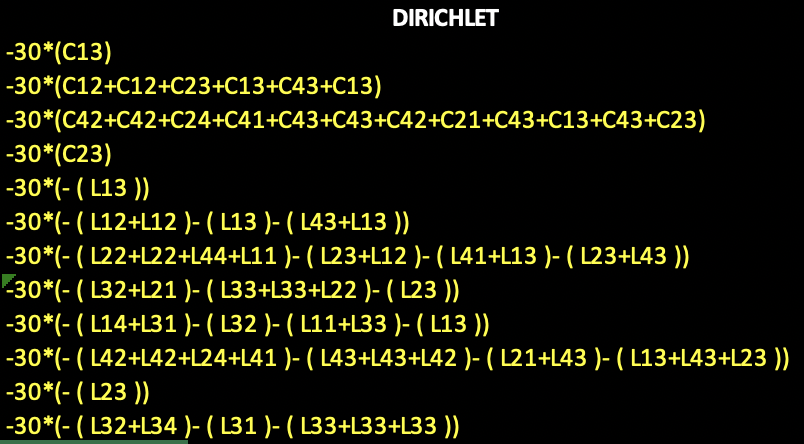 DIRICHLET
-30*(C13)
-30*(C12+C12+C23+C13+C43+C13)
-30*(C42+C42+C24+C41+C43+C43+C42+C21+C43+C13+C43+C23)
-30*(C23)
-30*(- ( L13 ))
-30*(- ( L12+L12 )- ( L13 )- ( L43+L13 ))
-30*(- ( L22+L22+L44+L11 )- ( L23+L12 )- ( L41+L13 )- ( L23+L43 ))
-30*(- ( L32+L21 )- ( L33+L33+L22 )- ( L23 ))
-30*(- ( L14+L31 )- ( L32 )- ( L11+L33 )- ( L13 ))
-30*(- ( L42+L42+L24+L41 )- ( L43+L43+L42 )- ( L21+L43 )- ( L13+L43+L23 ))
-30*(- ( L23 ))
-30*(- ( L32+L34 )- ( L31 )- ( L33+L33+L33 ))